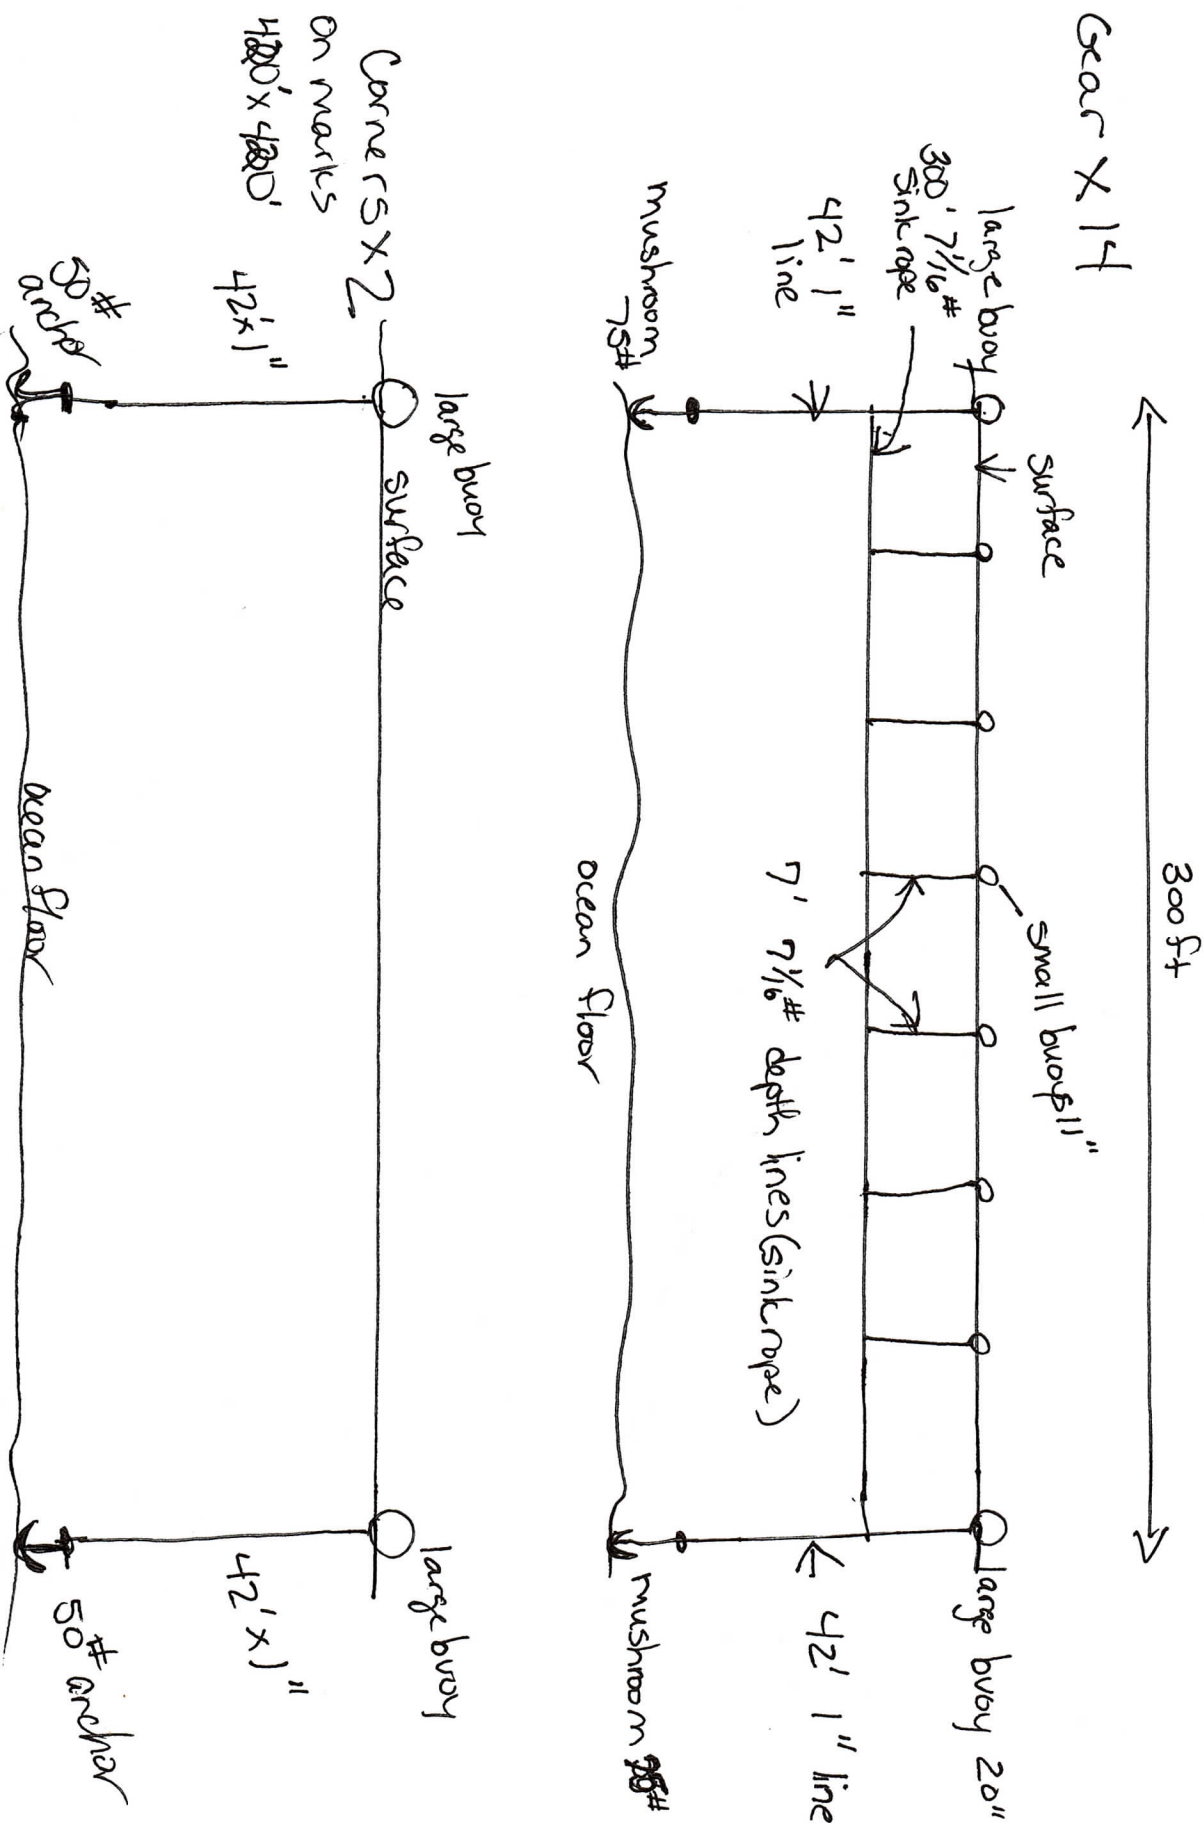 Gear x 14
300 ft
surface
large buoy
small buoys 11"
large buoy 20"
300' 7/16 #
sink rope
42' 1"
line
7' 7/16 # depth lines (sink rope)
42' 1" line
mushroom
75#
ocean floor
mushroom
Corners x 2
on marks
large buoy
surface
large buoy
42' x 1"
42' x 1"
50 #
anchor
50# anchor
ocean floor